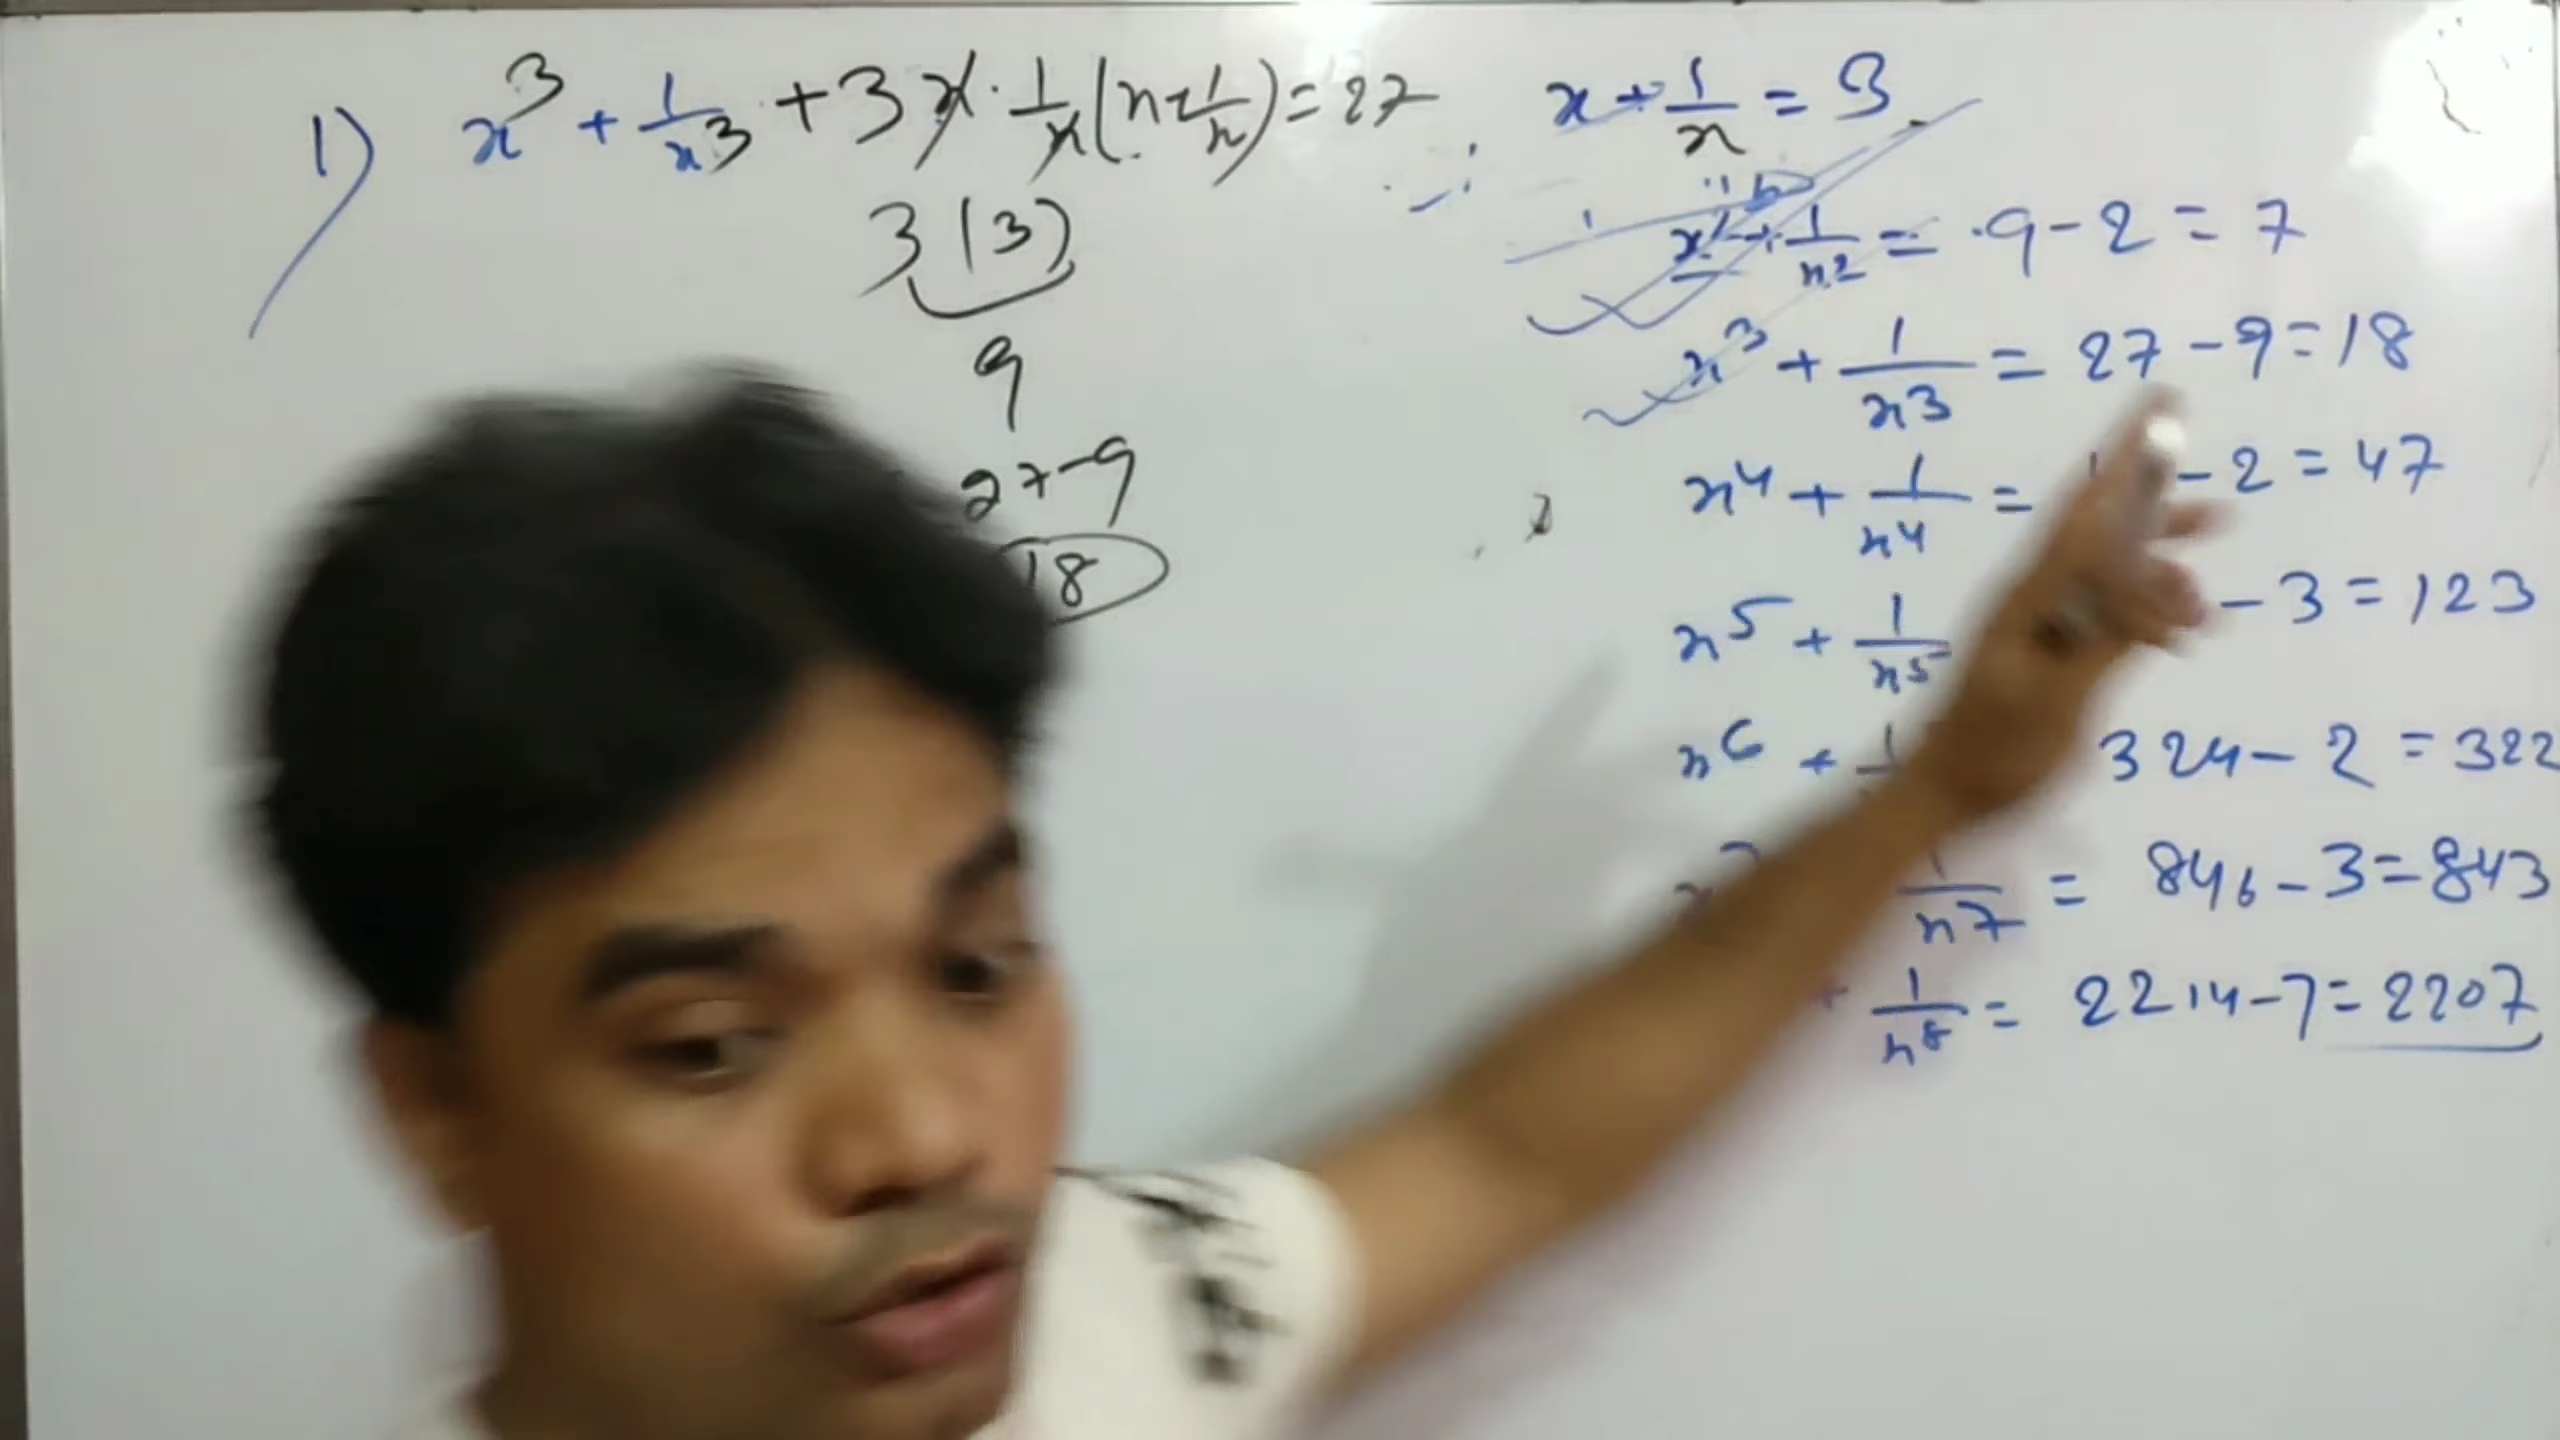 1) x³ + 1/x³ + 3x·1/x(x+1/x) = 27
3(3)
9
27-9
18
x + 1/x = 3
x² + 1/x² = 9-2 = 7
x³ + 1/x³ = 27-9 = 18
x⁴ + 1/x⁴ = -2 = 47
x⁵ + 1/x⁵ -3 = 123
x⁶ + 1 324-2 = 322
1/x⁷ = 846-3 = 843
+ 1/x⁸ = 2214-7 = 2207